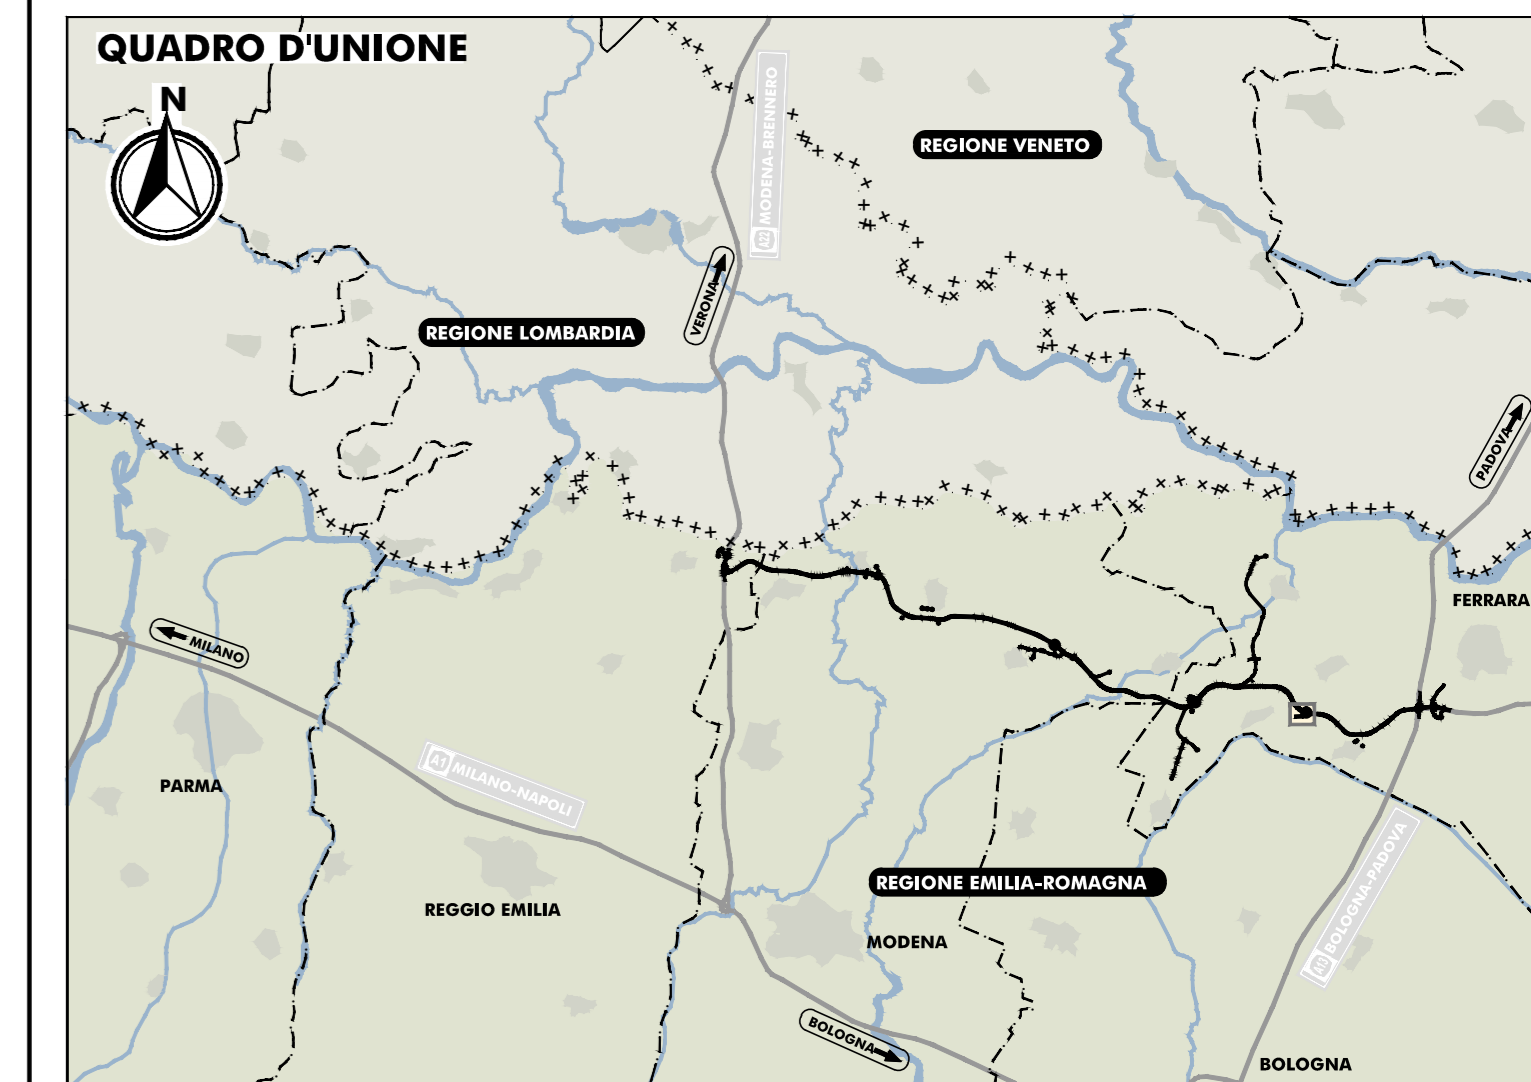 QUADRO D'UNIONE
N
A22 MODENA-BRENNERO
REGIONE VENETO
VERONA
REGIONE LOMBARDIA
PADOVA
FERRARA
MILANO
A1 MILANO-NAPOLI
PARMA
REGIONE EMILIA-ROMAGNA
REGGIO EMILIA
MODENA
A13 BOLOGNA-PADOVA
BOLOGNA
BOLOGNA